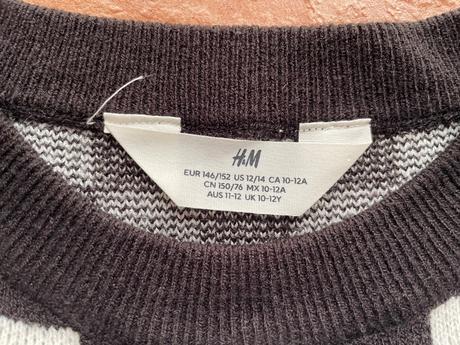 H&M
EUR 146/152 US 12/14 CA 10-12A
CN 150/76 MX 10-12A
AUS 11-12 UK 10-12Y